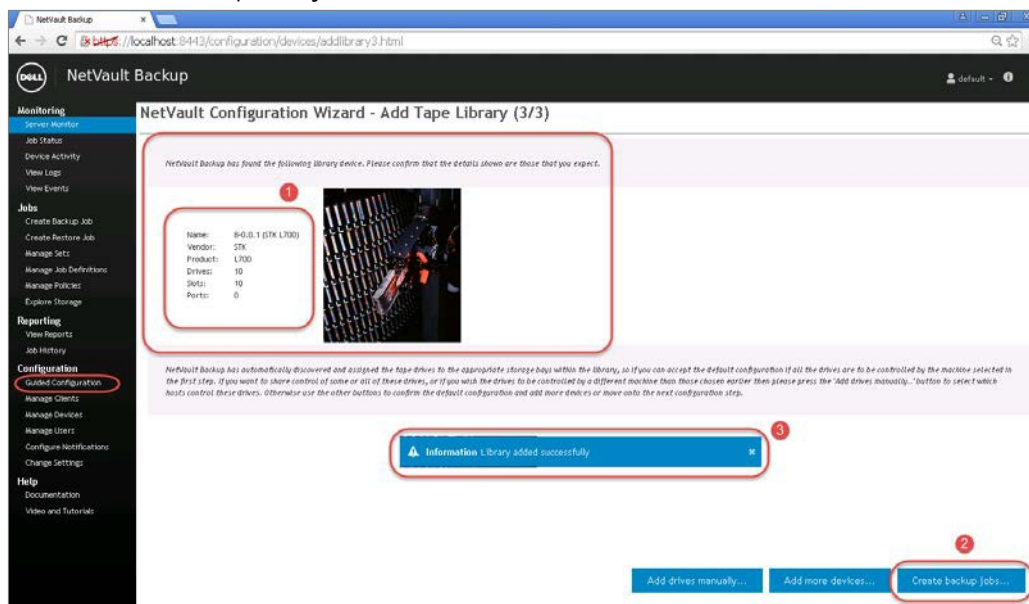 NetVault Backup
https://localhost:8443/configuration/devices/addlibrary3.html
DELL
NetVault Backup
default
Monitoring
Server Monitor
Job Status
Device Activity
View Logs
View Events
Jobs
Create Backup Job
Create Restore Job
Manage Sets
Manage Job Definitions
Manage Policies
Explore Storage
Reporting
View Reports
Job History
Configuration
Guided Configuration
Manage Clients
Manage Devices
Manage Users
Configure Notifications
Change Settings
Help
Documentation
Video and Tutorials
NetVault Configuration Wizard - Add Tape Library (3/3)
NetVault Backup has found the following library device. Please confirm that the details shown are those that you expect.
1
Name: 8-0.0.1 (STK L700)
Vendor: STK
Product: L700
Drives: 10
Slots: 10
Ports: 0
NetVault Backup has automatically discovered and assigned the tape drives to the appropriate storage bays within the library, so if you can accept the default configuration if all the drives are to be controlled by the machine selected in
the first step. If you want to share control of some or all of these drives, or if you wish the drives to be controlled by a different machine than those chosen earlier then please press the 'Add drives manually...' button to select which
hosts control these drives. Otherwise use the other buttons to confirm the default configuration and add more devices or move onto the next configuration step.
3
Information Library added successfully
2
Add drives manually...
Add more devices...
Create backup jobs...